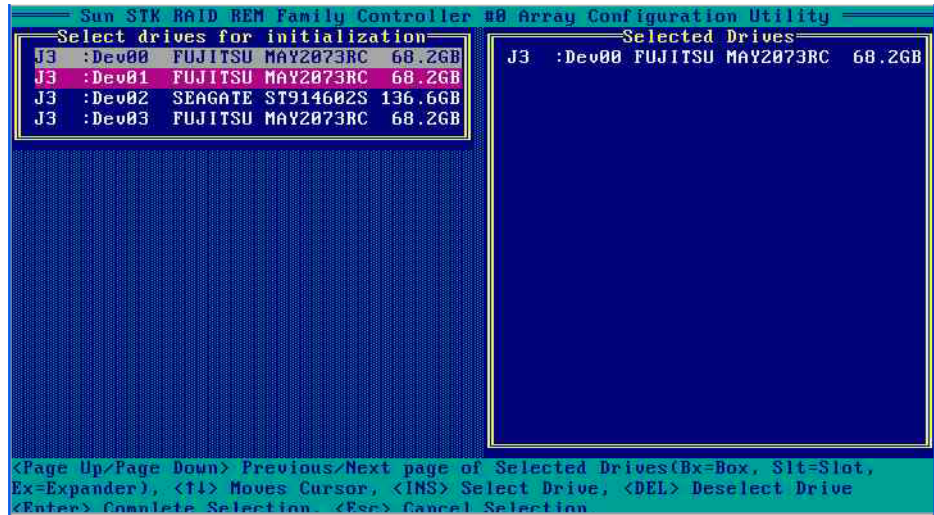 Sun STK RAID REM Family Controller #0 Array Configuration Utility
Select drives for initialization
J3 :Dev00 FUJITSU MAY2073RC 68.2GB
J3 :Dev01 FUJITSU MAY2073RC 68.2GB
J3 :Dev02 SEAGATE ST914602S 136.6GB
J3 :Dev03 FUJITSU MAY2073RC 68.2GB
Selected Drives
J3 :Dev00 FUJITSU MAY2073RC 68.2GB
<Page Up/Page Down> Previous/Next page of Selected Drives(Bx=Box, Slt=Slot,
Ex=Expander), <↑↓> Moves Cursor, <INS> Select Drive, <DEL> Deselect Drive
<Enter> Complete Selection, <Esc> Cancel Selection